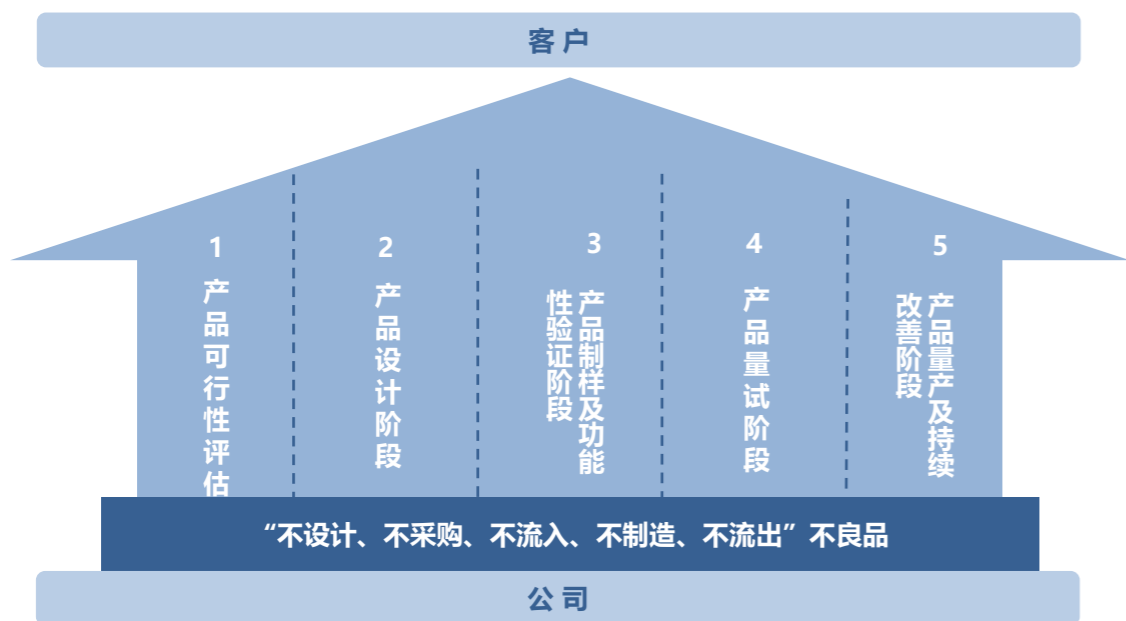 客户
1
产品可行性评估
2
产品设计阶段
3
产品制样及功能
性验证阶段
4
产品量试阶段
5
产品量产及持续
改善阶段
“不设计、不采购、不流入、不制造、不流出”不良品
公司